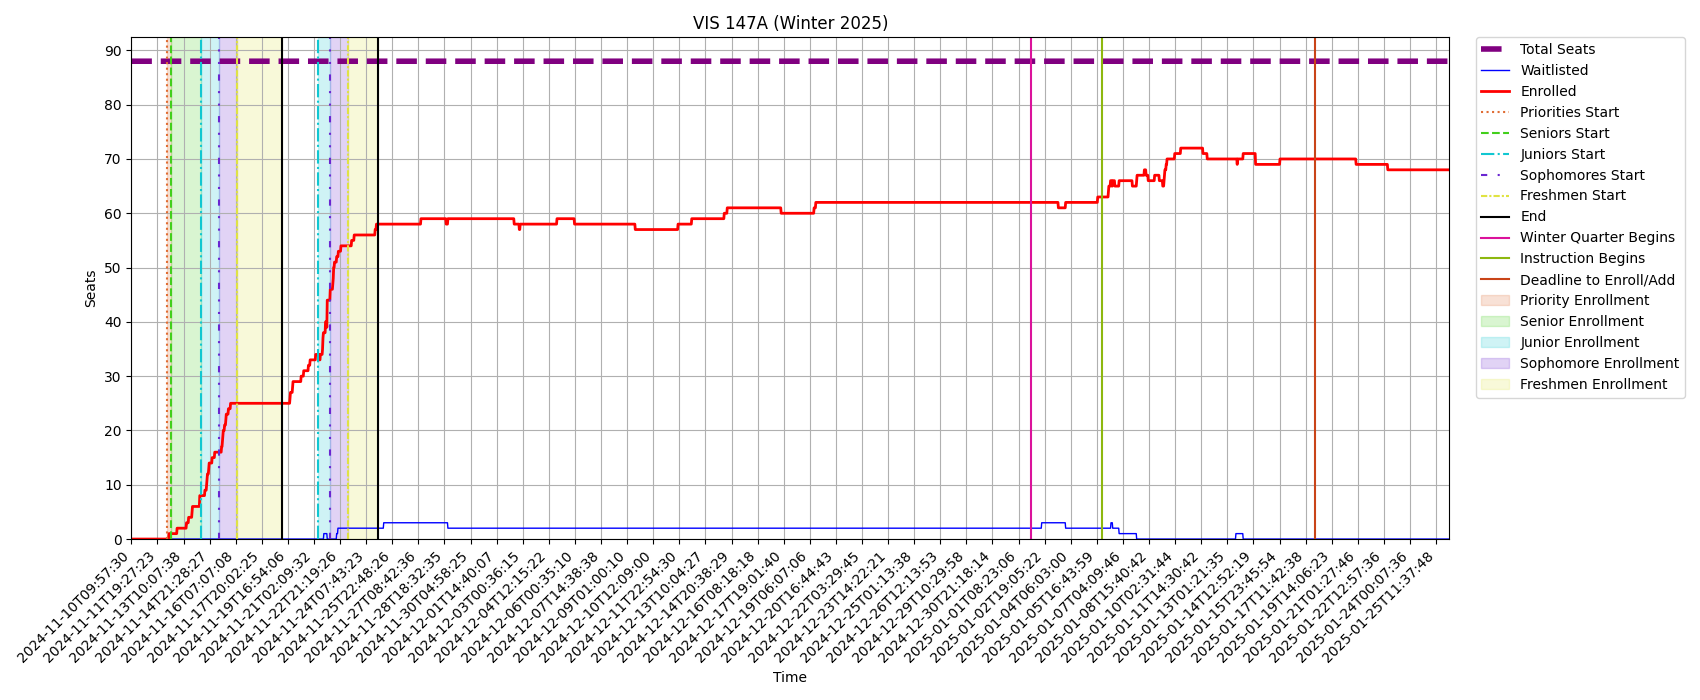 VIS 147A (Winter 2025)
Seats
90
80
70
60
50
40
30
20
10
0
2024-11-10T09:57:30
2024-11-11T19:27:23
2024-11-13T10:07:38
2024-11-14T21:28:27
2024-11-16T07:07:08
2024-11-17T20:02:25
2024-11-19T16:54:06
2024-11-21T02:09:32
2024-11-22T21:19:26
2024-11-24T07:43:23
2024-11-25T22:48:26
2024-11-27T08:42:36
2024-11-28T18:32:35
2024-11-30T04:58:25
2024-12-01T14:40:07
2024-12-03T00:36:15
2024-12-04T12:15:22
2024-12-06T00:35:10
2024-12-07T14:38:38
2024-12-09T01:00:16
2024-12-10T12:09:00
2024-12-11T22:54:30
2024-12-13T10:04:27
2024-12-14T20:38:29
2024-12-16T08:18:18
2024-12-17T19:01:40
2024-12-19T06:07:06
2024-12-20T16:44:43
2024-12-22T03:29:45
2024-12-23T14:22:21
2024-12-25T01:13:38
2024-12-26T12:13:53
2024-12-29T10:29:58
2024-12-30T21:18:14
2025-01-01T08:23:06
2025-01-02T19:05:22
2025-01-04T06:03:00
2025-01-05T16:43:59
2025-01-07T04:09:46
2025-01-08T15:40:42
2025-01-10T02:31:44
2025-01-11T14:30:42
2025-01-13T01:21:35
2025-01-14T12:52:19
2025-01-15T23:45:54
2025-01-17T11:42:38
2025-01-19T14:06:23
2025-01-21T01:27:46
2025-01-22T12:57:36
2025-01-24T00:07:36
2025-01-25T11:37:48
Time
Total Seats
Waitlisted
Enrolled
Priorities Start
Seniors Start
Juniors Start
Sophomores Start
Freshmen Start
End
Winter Quarter Begins
Instruction Begins
Deadline to Enroll/Add
Priority Enrollment
Senior Enrollment
Junior Enrollment
Sophomore Enrollment
Freshmen Enrollment